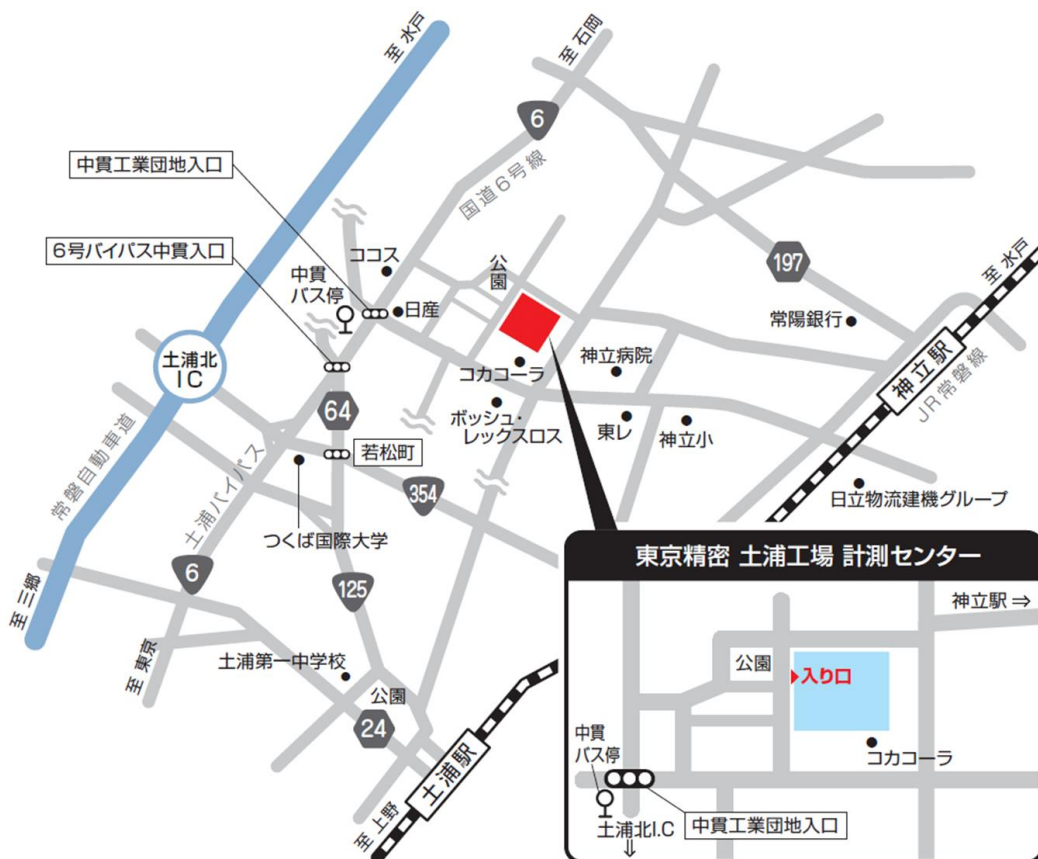 至 水戸
至 石岡
6
中貫工業団地入口
国道6号線
6号バイパス中貫入口
ココス
公園
中貫
バス停
日産
197
至 水戸
常陽銀行
土浦北
IC
神立病院
コカコーラ
神立駅
JR常磐線
64
ボッシュ・
レックスロス
東レ
神立小
常磐自動車道
若松町
土浦バイパス
354
日立物流建機グループ
つくば国際大学
6
125
至 三郷
至 東京
土浦第一中学校
公園
24
土浦駅
至 上野
東京精密 土浦工場 計測センター
神立駅⇒
公園
入り口
中貫
バス停
コカコーラ
土浦北I.C
⇓
中貫工業団地入口